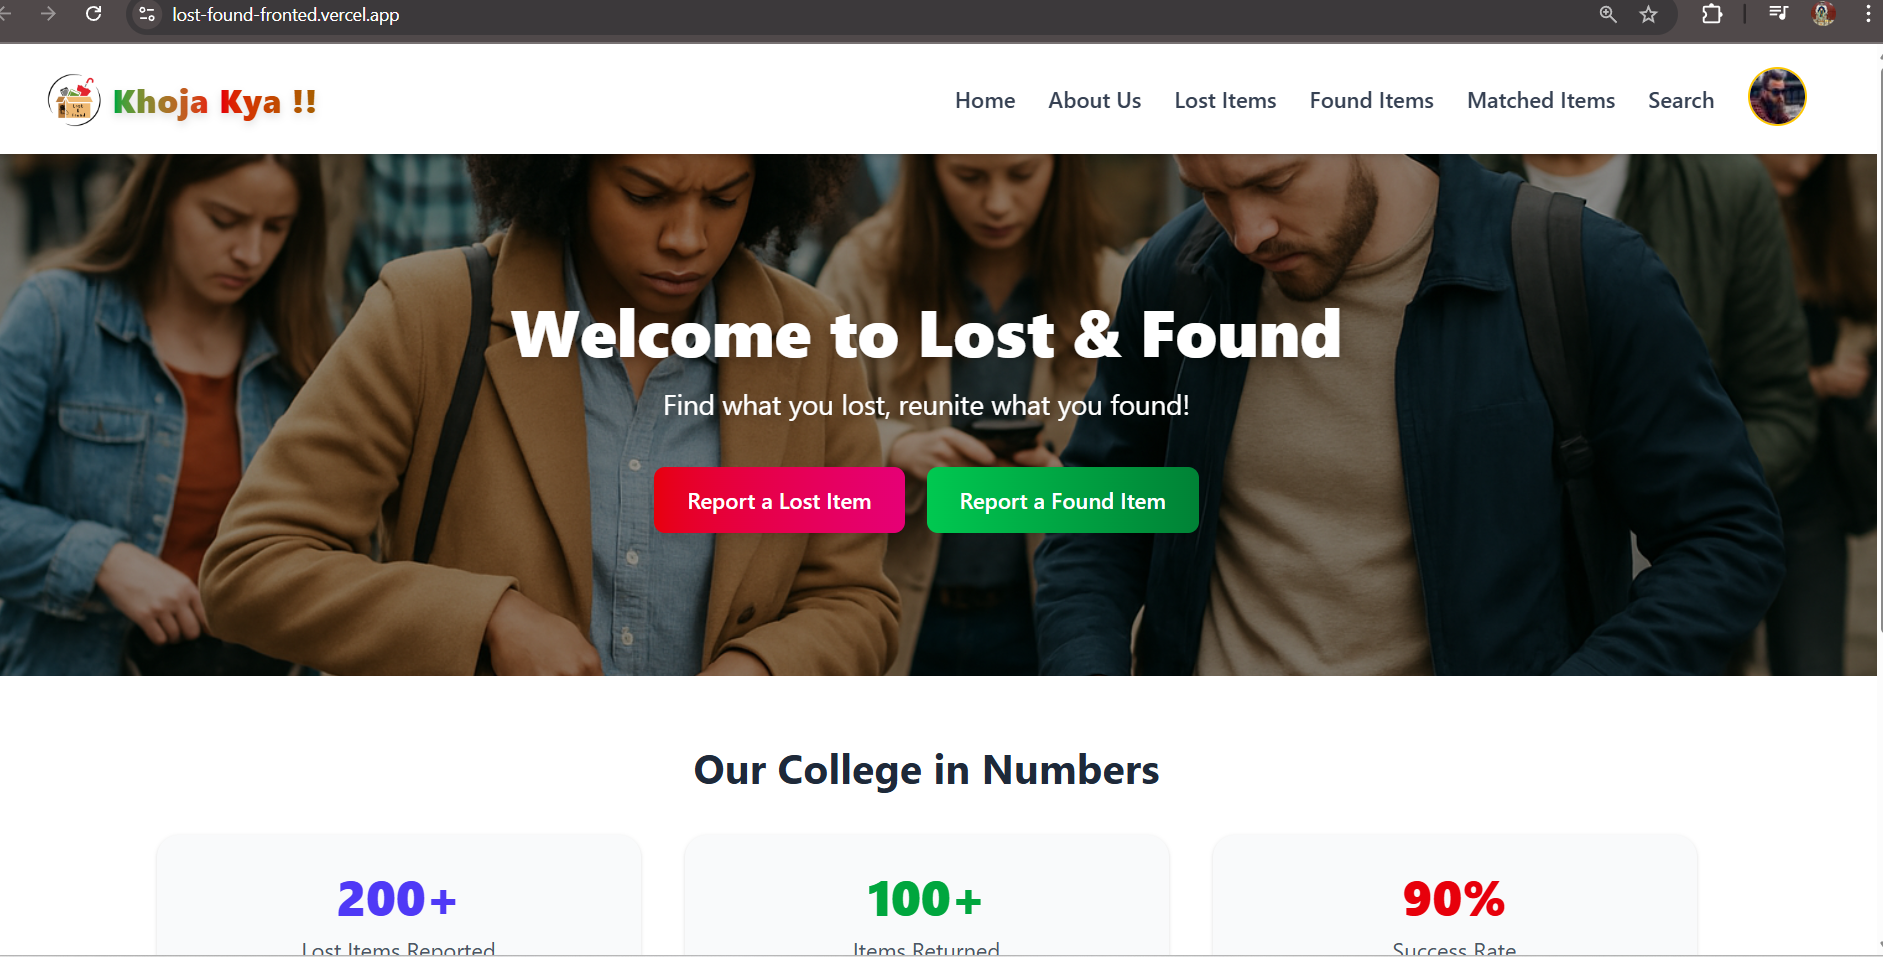 lost-found-fronted.vercel.app
Khoja Kya !!
Home About Us Lost Items Found Items Matched Items Search
Welcome to Lost & Found
Find what you lost, reunite what you found!
Report a Lost Item Report a Found Item
Our College in Numbers
200+ 100+ 90%
Lost Items Reported Items Returned Success Rate